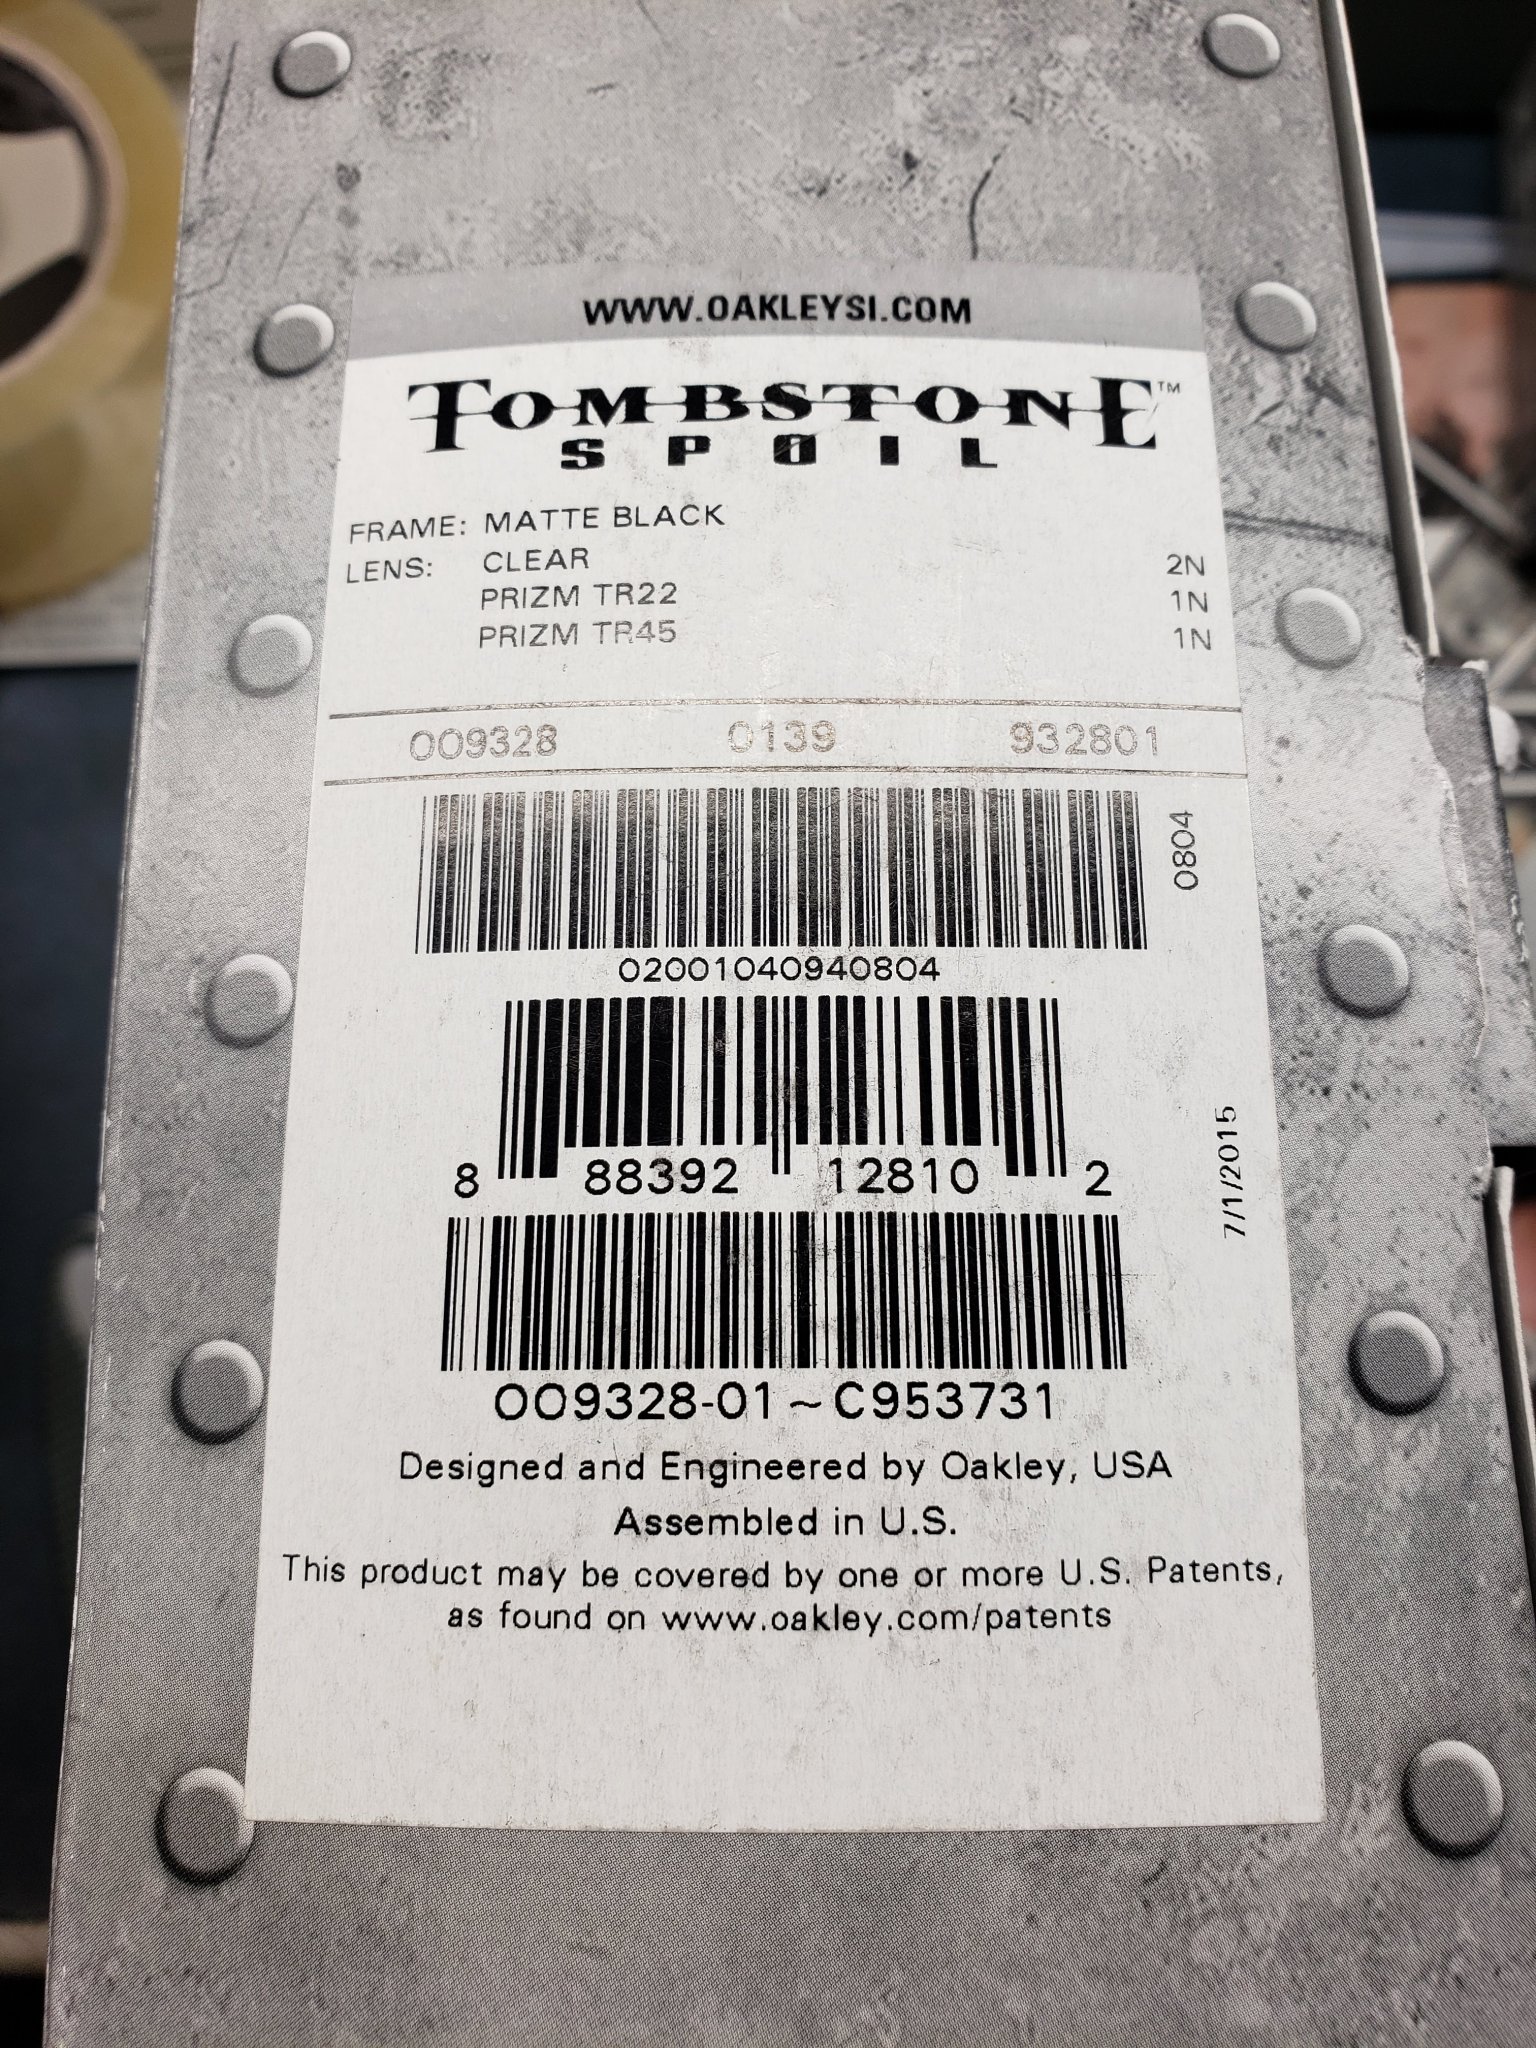 WWW.OAKLEYSI.COM
TOMBSTONE™
SPOIL
FRAME: MATTE BLACK
LENS: CLEAR 2N
PRIZM TR22 1N
PRIZM TR45 1N
OO9328 0139 932801
0804
02001040940804
8 88392 12810 2
7/1/2015
OO9328-01 ~ C953731
Designed and Engineered by Oakley, USA
Assembled in U.S.
This product may be covered by one or more U.S. Patents,
as found on www.oakley.com/patents